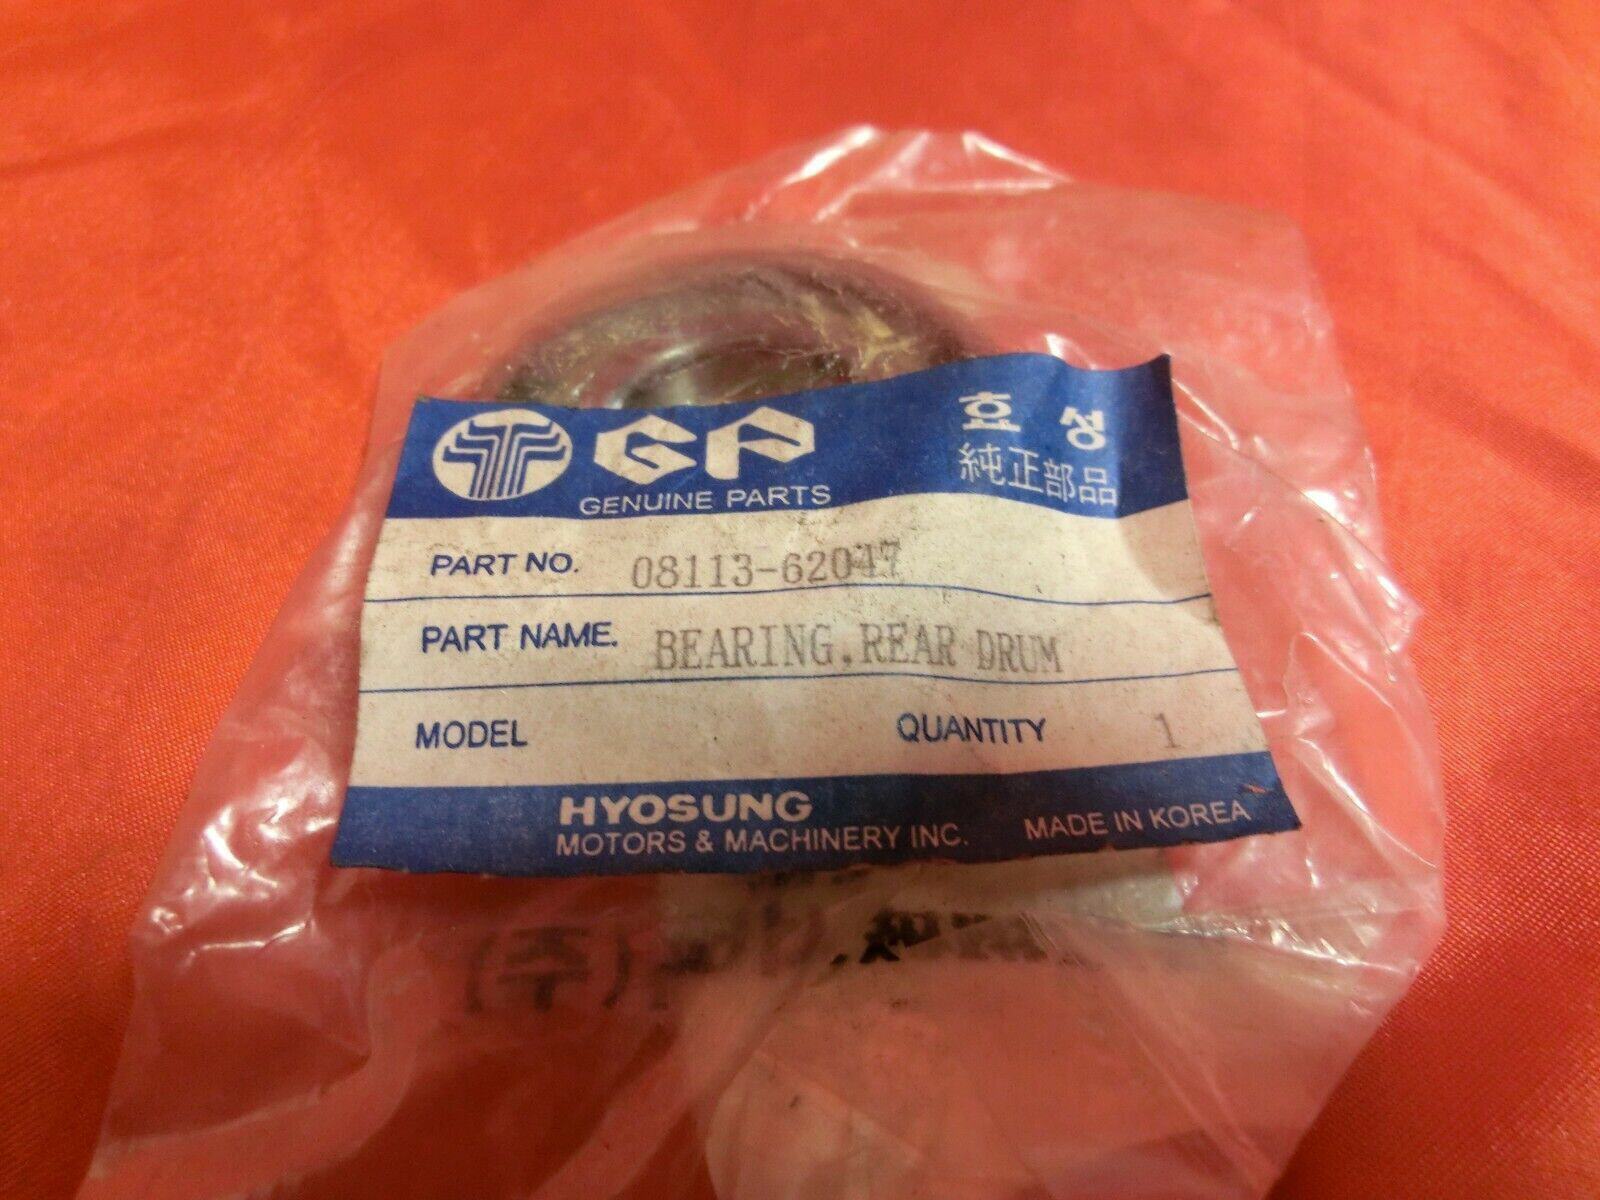 GP
GENUINE PARTS
효성
純正部品
PART NO. 08113-62047
PART NAME. BEARING, REAR DRUM
MODEL
QUANTITY 1
HYOSUNG
MOTORS & MACHINERY INC.
MADE IN KOREA
(주)